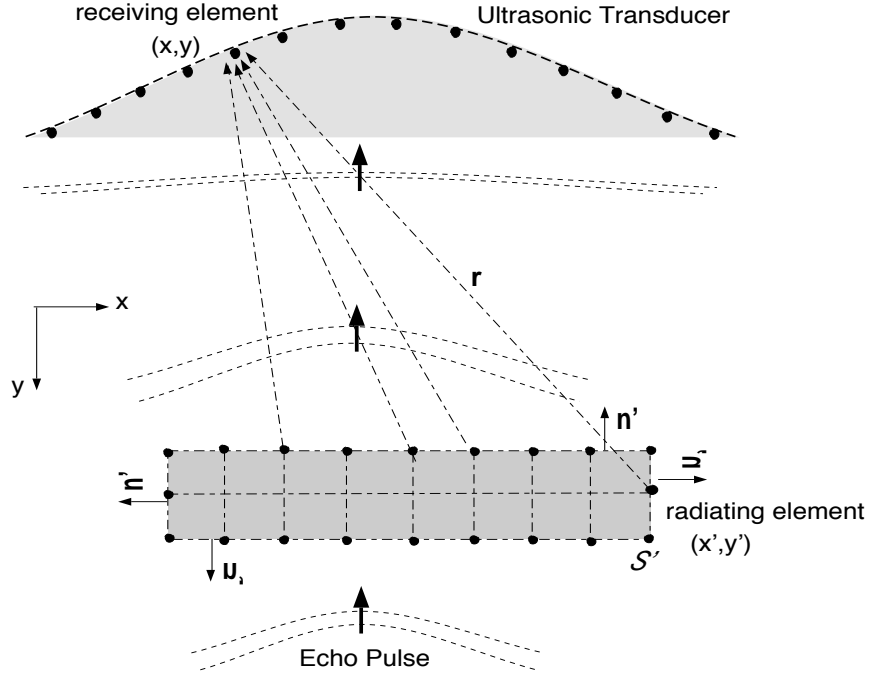 receiving element
(x,y)
Ultrasonic Transducer
r
x
y
n'
n'
n'
n'
radiating element
(x',y')
S'
Echo Pulse